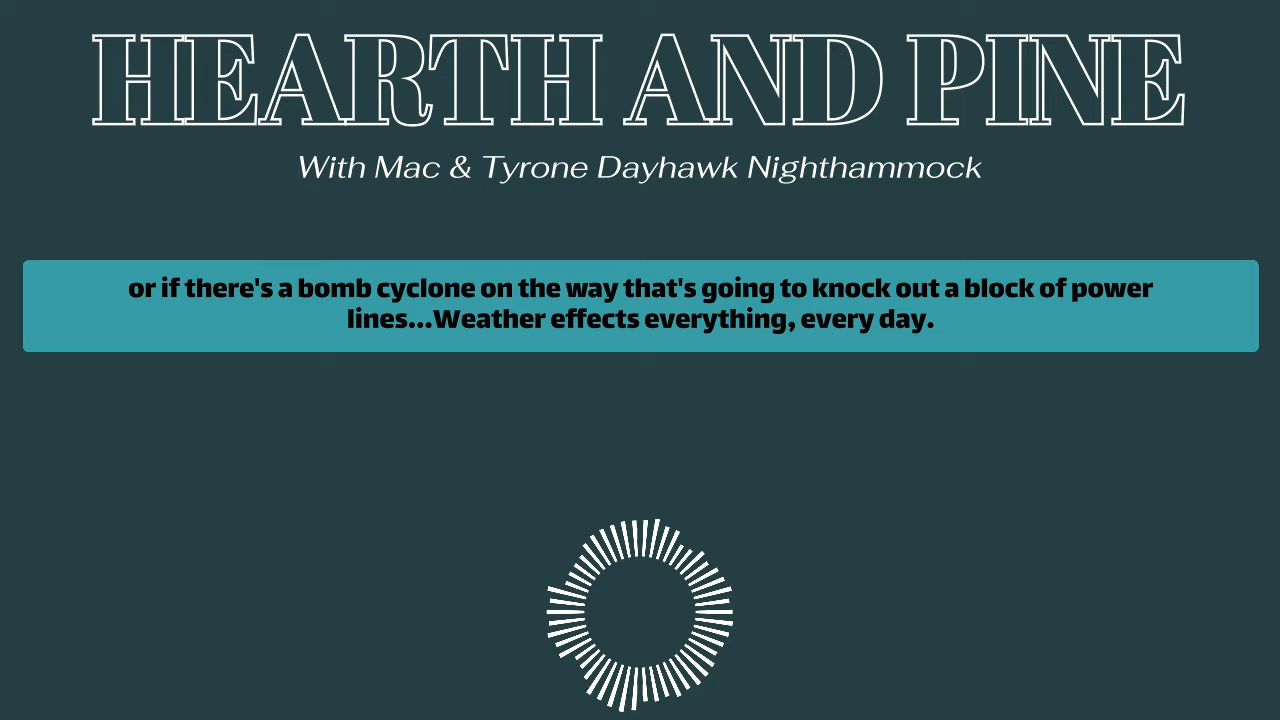 HEARTH AND PINE
With Mac & Tyrone Dayhawk Nighthammock
or if there's a bomb cyclone on the way that's going to knock out a block of power
lines...Weather effects everything, every day.